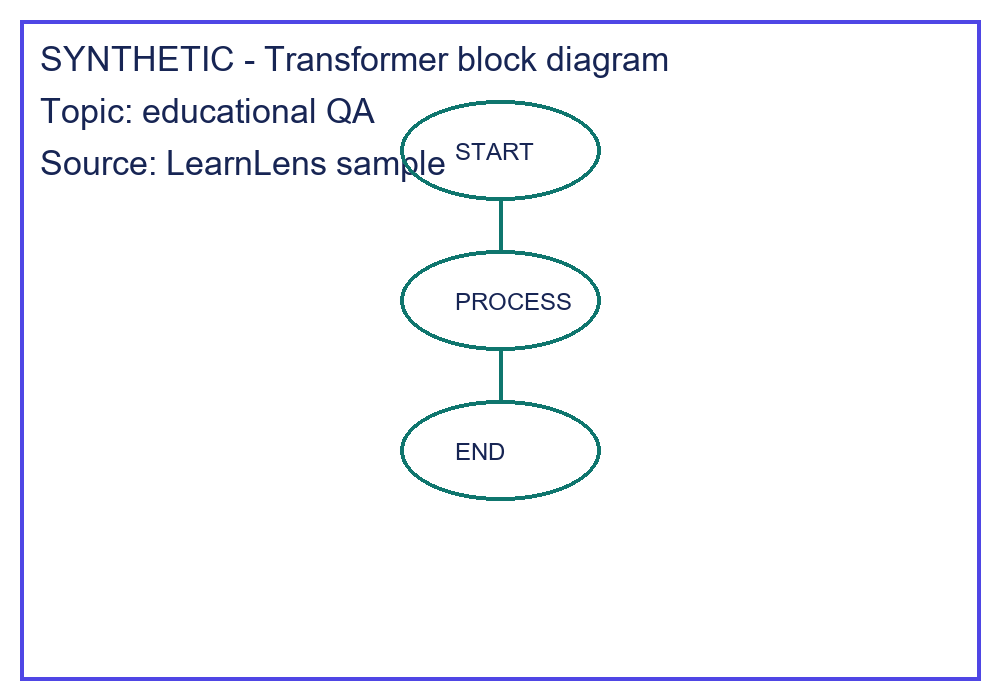 SYNTHETIC - Transformer block diagram
Topic: educational QA
Source: LearnLens sample
START
PROCESS
END